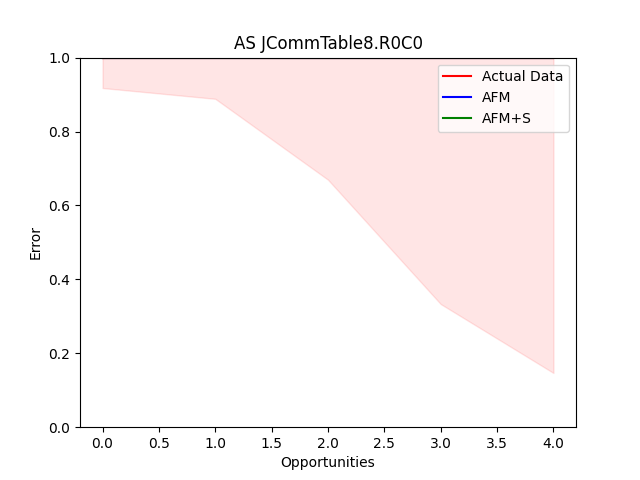 AS JCommTable8.R0C0
1.0
0.8
0.6
0.4
0.2
0.0
Error
Actual Data
AFM
AFM+S
0.0 0.5 1.0 1.5 2.0 2.5 3.0 3.5 4.0
Opportunities